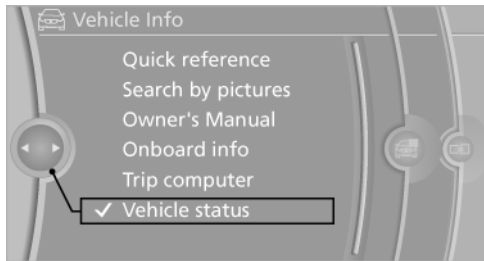 Vehicle Info
Quick reference
Search by pictures
Owner's Manual
Onboard info
Trip computer
✓ Vehicle status